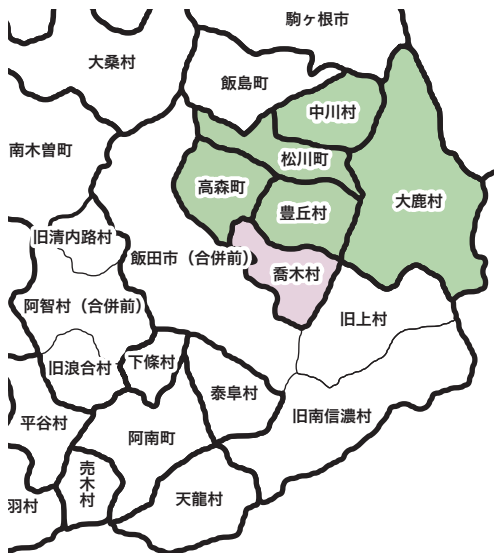 駒ヶ根市
大桑村
飯島町
中川村
南木曽町
松川町
高森町
大鹿村
豊丘村
旧清内路村
飯田市（合併前）
喬木村
阿智村（合併前）
旧上村
旧浪合村
下條村
泰阜村
平谷村
旧南信濃村
阿南町
売木村
天龍村
羽村